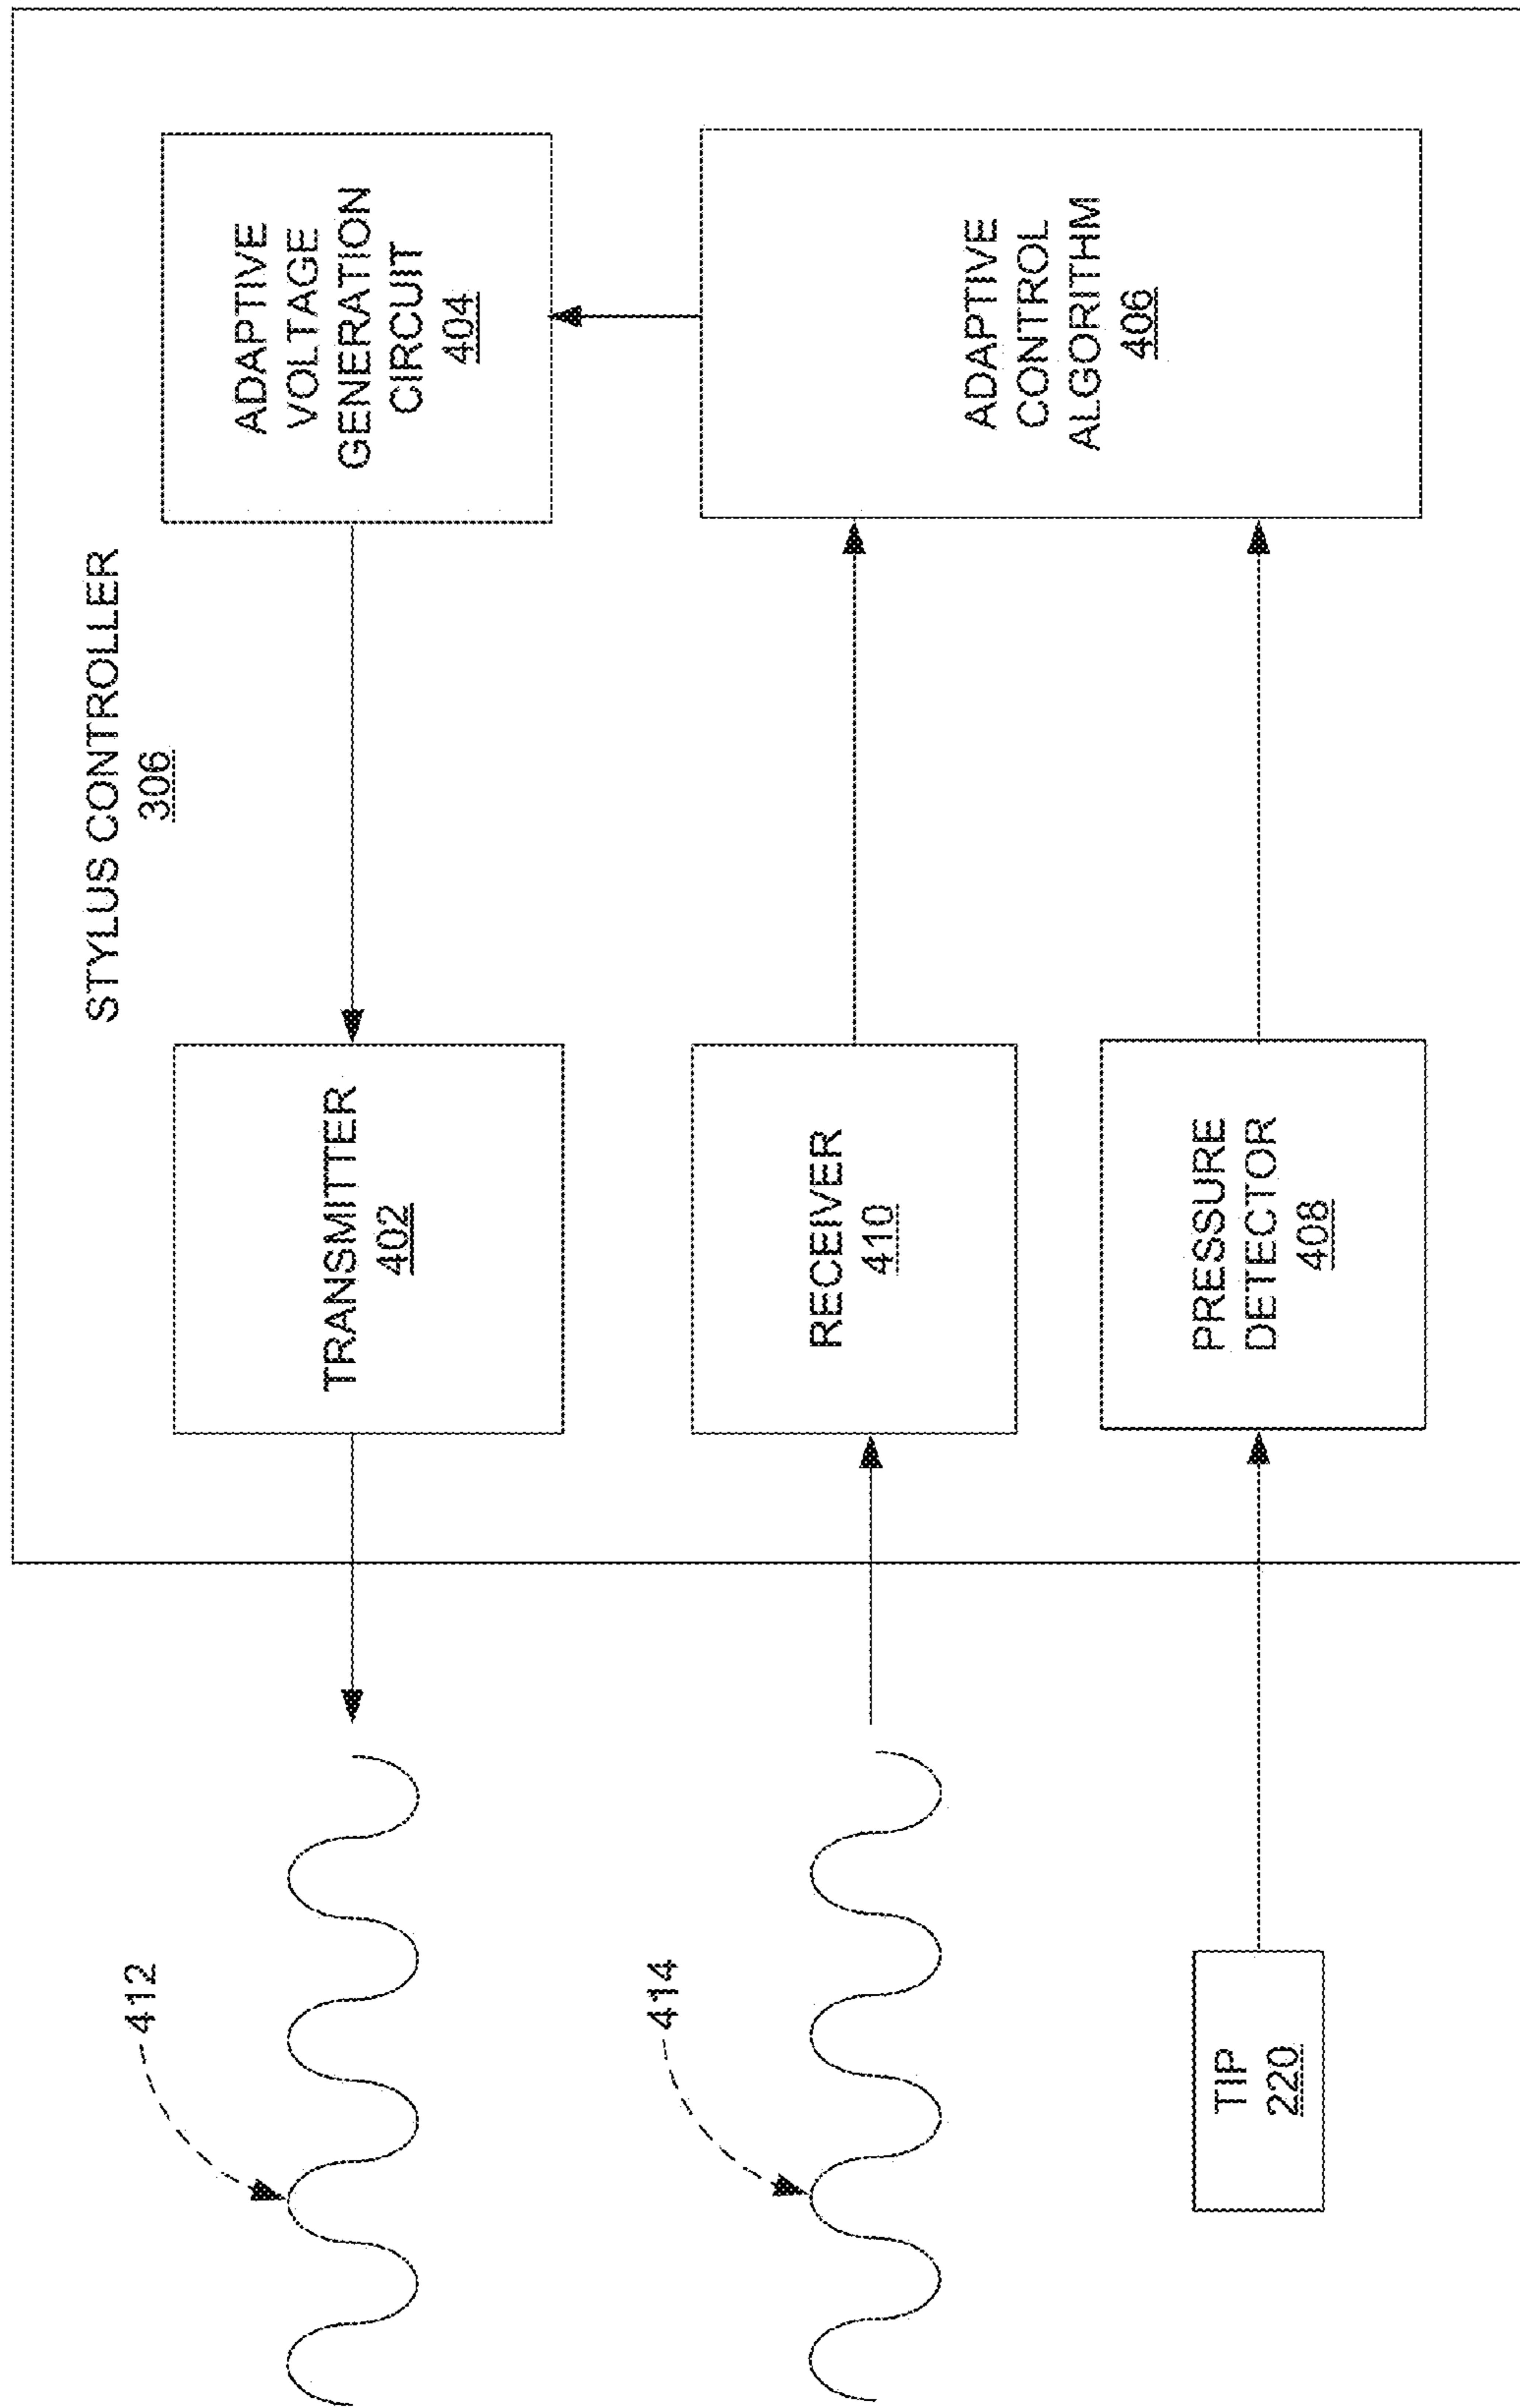 STYLUS CONTROLLER
306
412
TRANSMITTER
402
ADAPTIVE
VOLTAGE
GENERATION
CIRCUIT
404
414
RECEIVER
410
ADAPTIVE
CONTROL
ALGORITHM
406
TIP
220
PRESSURE
DETECTOR
408